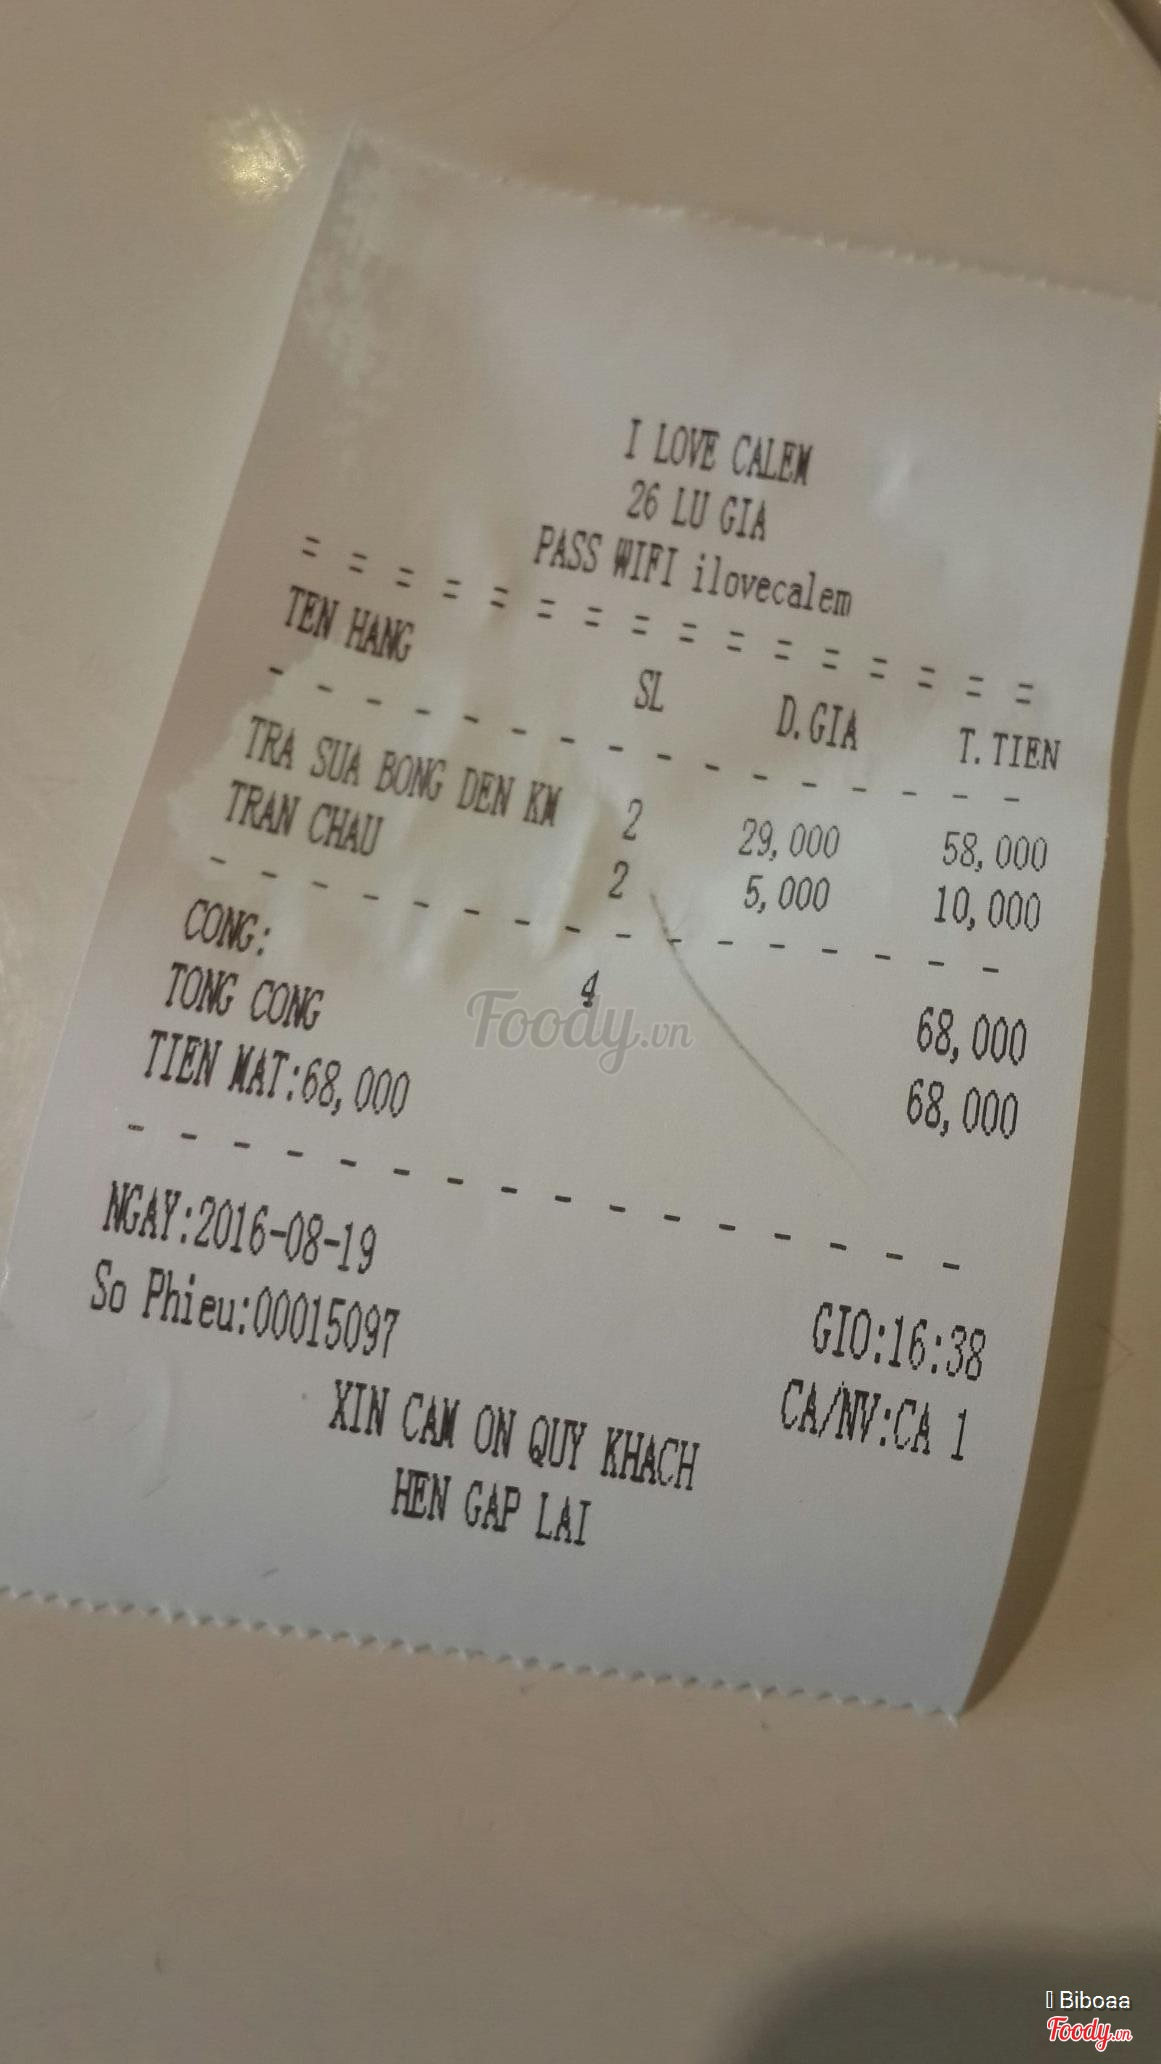 I LOVE CALEM
26 LU GIA
PASS WIFI ilovecalem
= = = = = = = = = = = = = = = =
TEN HANG SL D.GIA T.TIEN
- - - - - - - - - - - - - - - -
TRA SUA BONG DEN KM 2 29,000 58,000
TRAN CHAU 2 5,000 10,000
- - - - - - - - - - - - - - - -
CONG: 4 68,000
TONG CONG 68,000
TIEN MAT:68,000
- - - - - - - - - - - - - - - -
NGAY:2016-08-19 GIO:16:38
So Phieu:00015097 CA/NV:CA 1
XIN CAM ON QUY KHACH
HEN GAP LAI
Foody.vn
Biboaa
Foody.vn